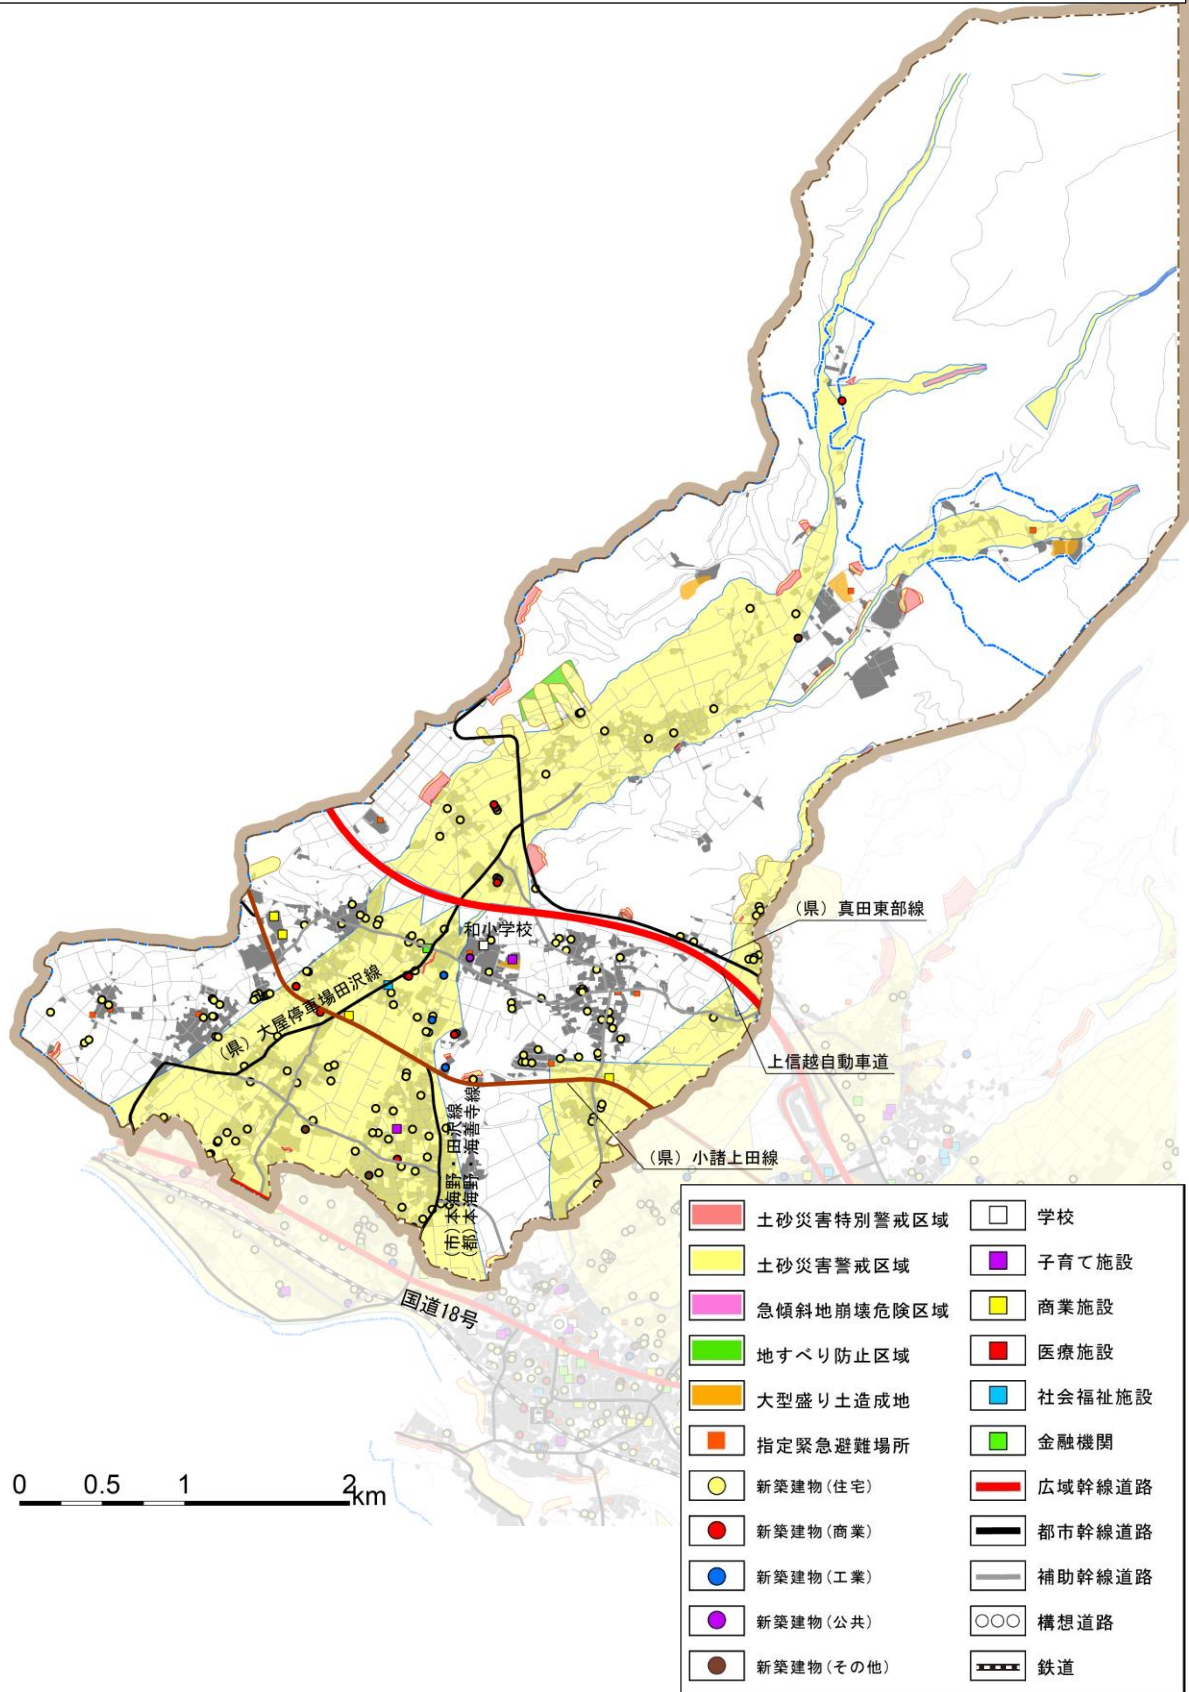 和小学校
(県)真田東部線
(県)大屋停車場田沢線
上信越自動車道
(市)本海野・田沢線
(都)本海野・海善寺線
(県)小諸上田線
国道18号
0 0.5 1 2 km
土砂災害特別警戒区域
土砂災害警戒区域
急傾斜地崩壊危険区域
地すべり防止区域
大型盛り土造成地
指定緊急避難場所
新築建物(住宅)
新築建物(商業)
新築建物(工業)
新築建物(公共)
新築建物(その他)
学校
子育て施設
商業施設
医療施設
社会福祉施設
金融機関
広域幹線道路
都市幹線道路
補助幹線道路
構想道路
鉄道